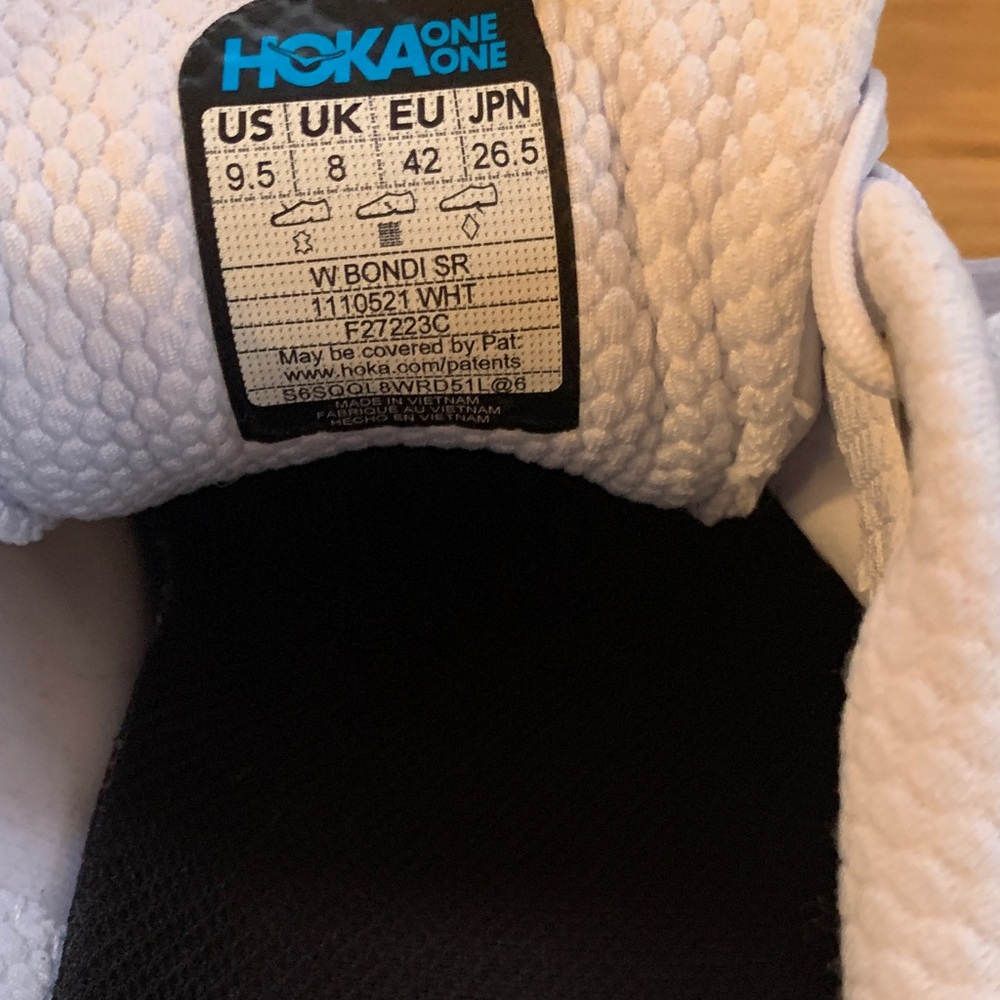 HOKA ONE ONE
US UK EU JPN
9.5 8 42 26.5
W BONDI SR
1110521 WHT
F27223C
May be covered by Pat:
www.hoka.com/patents
S6SQQL8WRD51L@6
MADE IN VIETNAM
FABRIQUÉ AU VIETNAM
HECHO EN VIETNAM